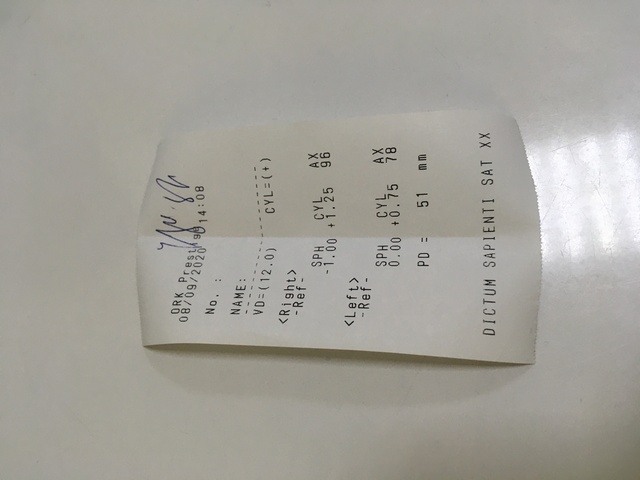 DRK Prest
08/09/2020 14:08
No. :
NAME:
VD=(12.0) CYL=(+)
<Right>
-Ref-
SPH CYL AX
-1.00 +1.25 96
<Left>
-Ref-
SPH CYL AX
0.00 +0.75 78
PD = 51 mm
DICTUM SAPIENTI SAT XX